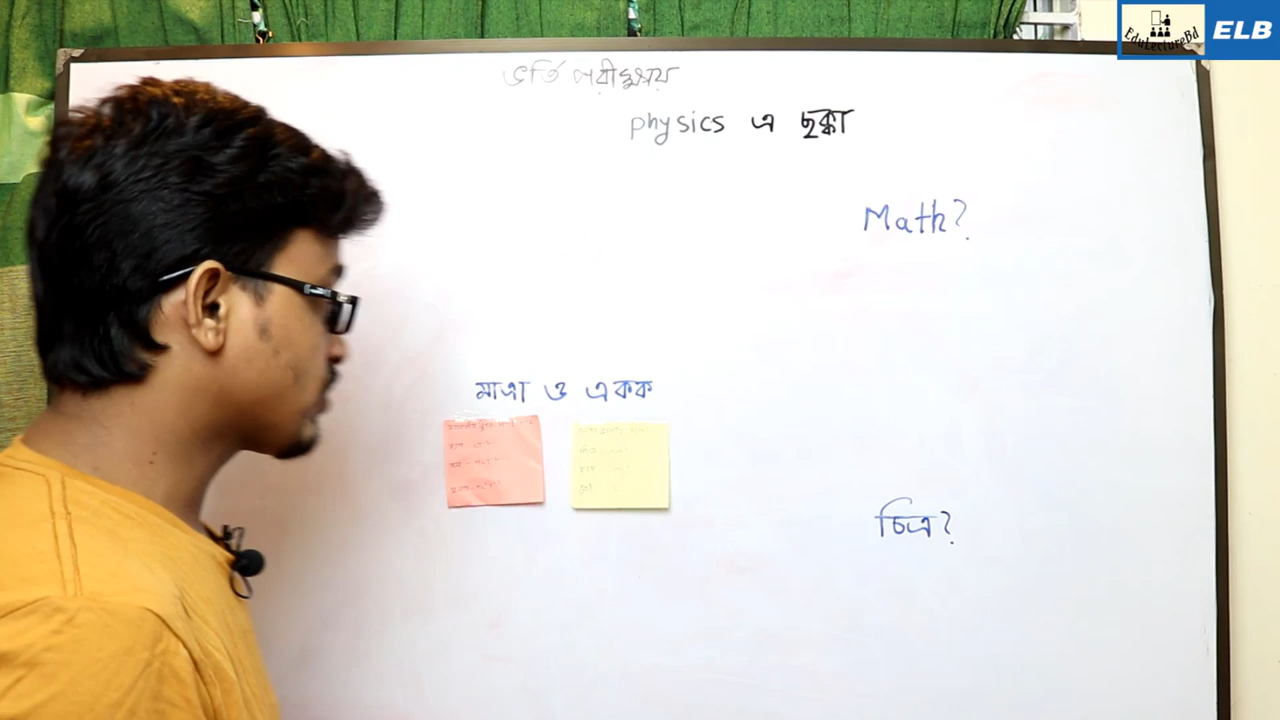 EduLectureBd
ELB
ভর্তি পরীক্ষায়
physics এ ছক্কা
Math?
মাত্রা ও একক
চিত্র?